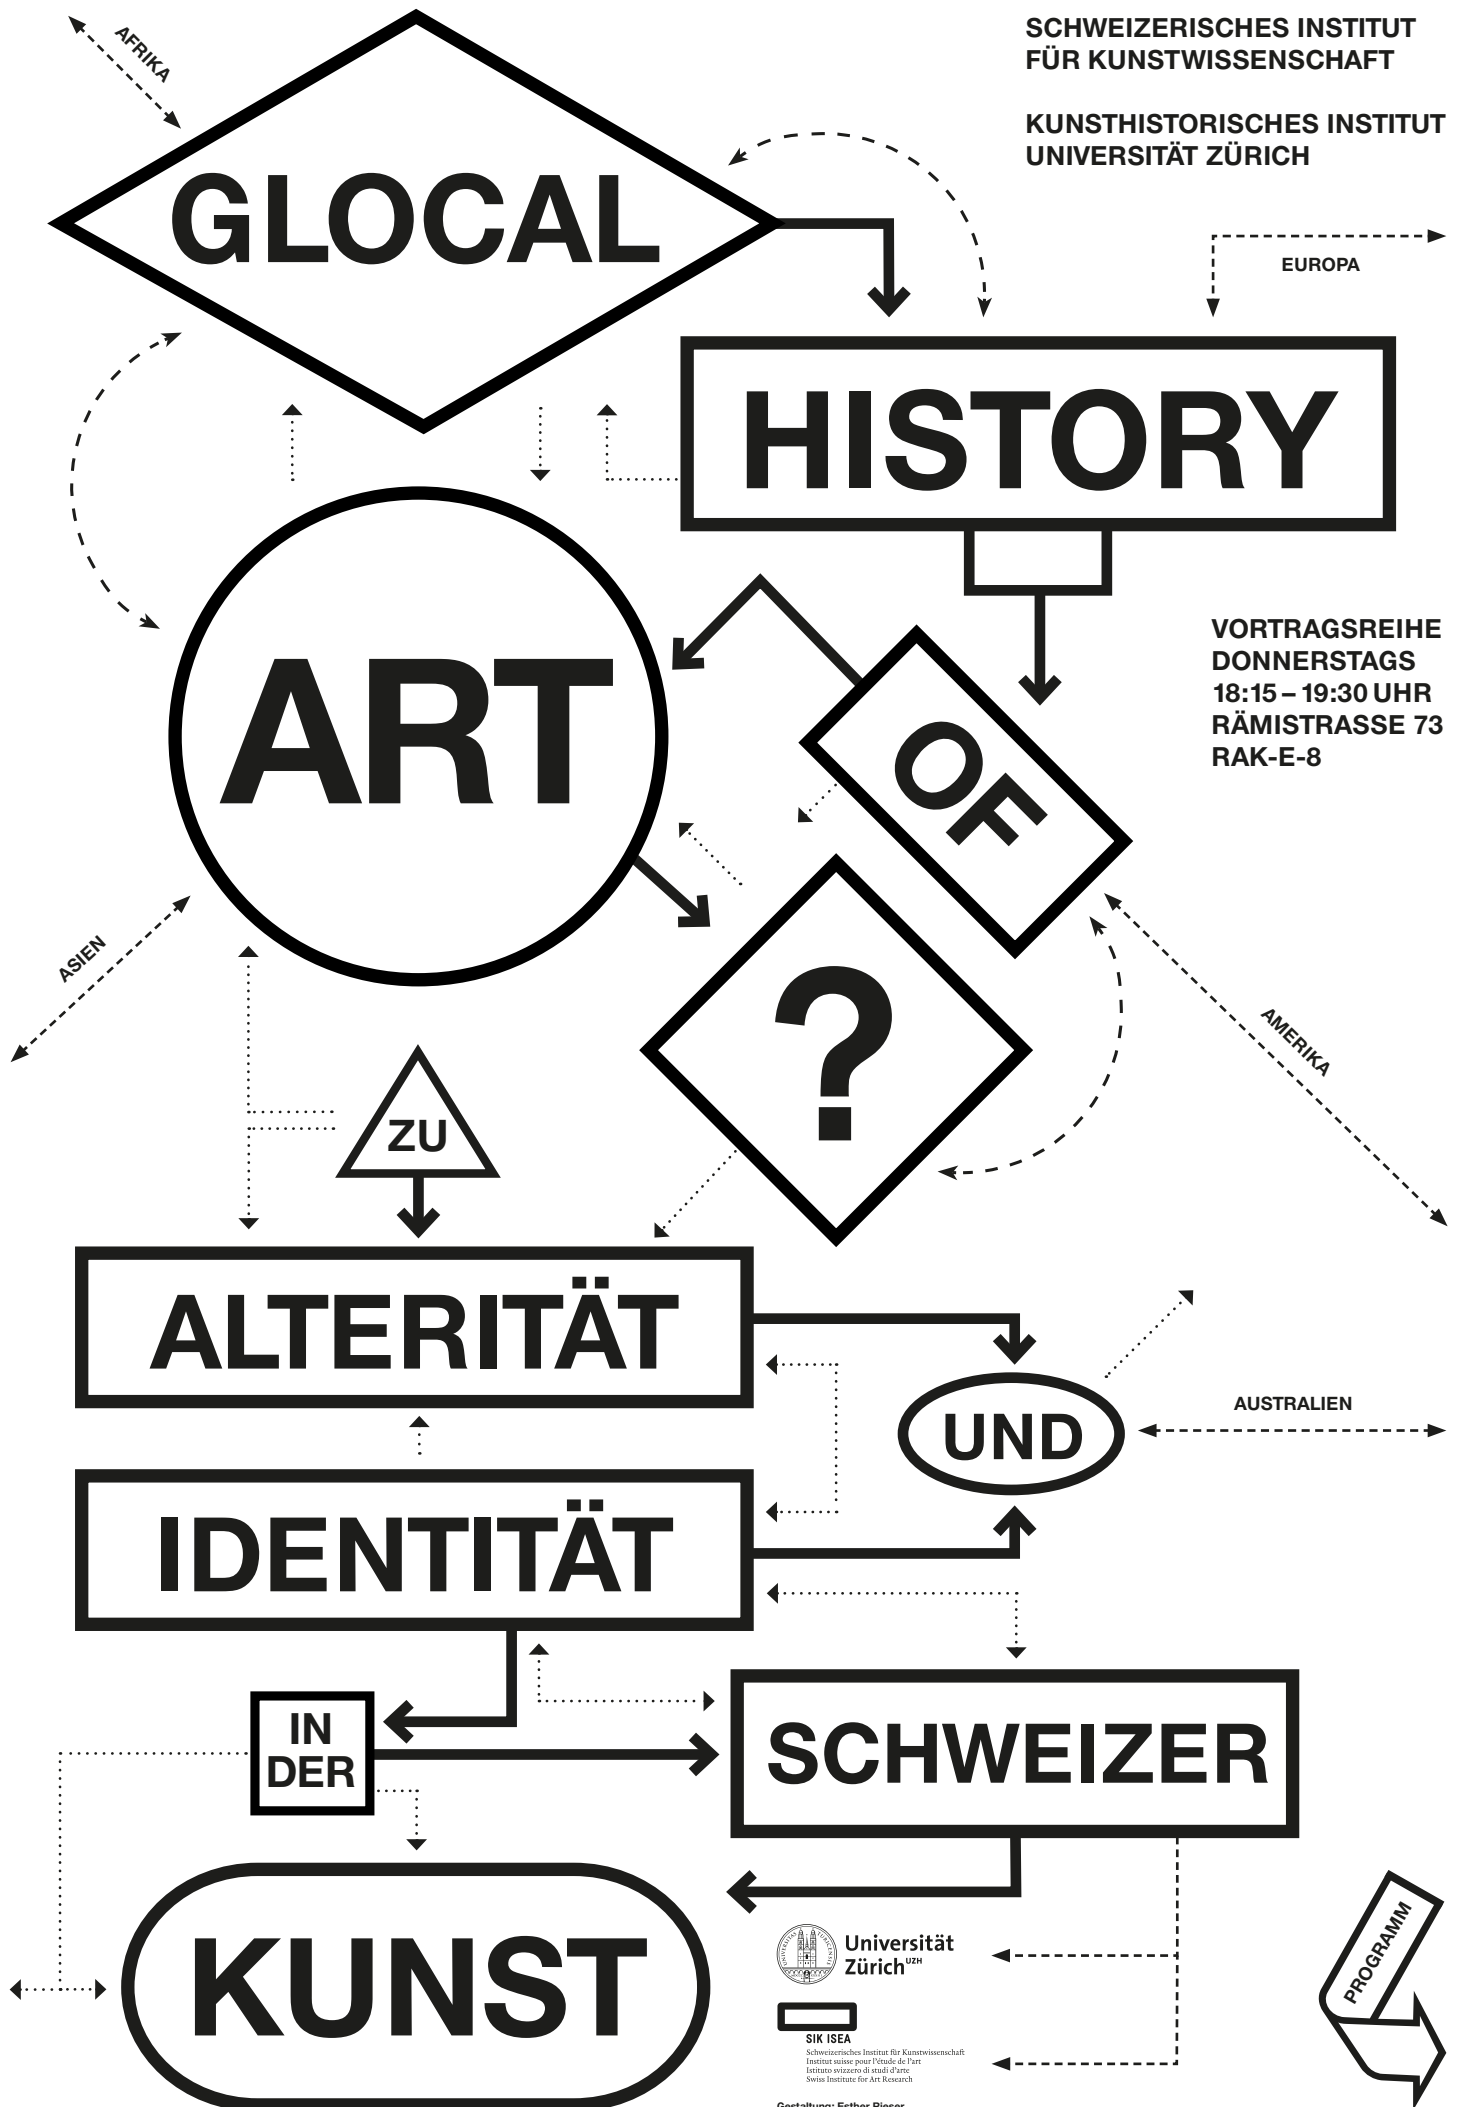 AFRIKA
SCHWEIZERISCHES INSTITUT
FÜR KUNSTWISSENSCHAFT
KUNSTHISTORISCHES INSTITUT
UNIVERSITÄT ZÜRICH
GLOCAL
EUROPA
HISTORY
VORTRAGSREIHE
DONNERSTAGS
18:15 – 19:30 UHR
RÄMISTRASSE 73
RAK-E-8
OF
ART
?
ASIEN
AMERIKA
ZU
ALTERITÄT
UND
AUSTRALIEN
IDENTITÄT
IN
DER
SCHWEIZER
KUNST
Universität
Zürich UZH
SIK ISEA
Schweizerisches Institut für Kunstwissenschaft
Institut suisse pour l'étude de l'art
Istituto svizzero di studi d'arte
Swiss Institute for Art Research
Gestaltung: Esther Rieser
PROGRAMM